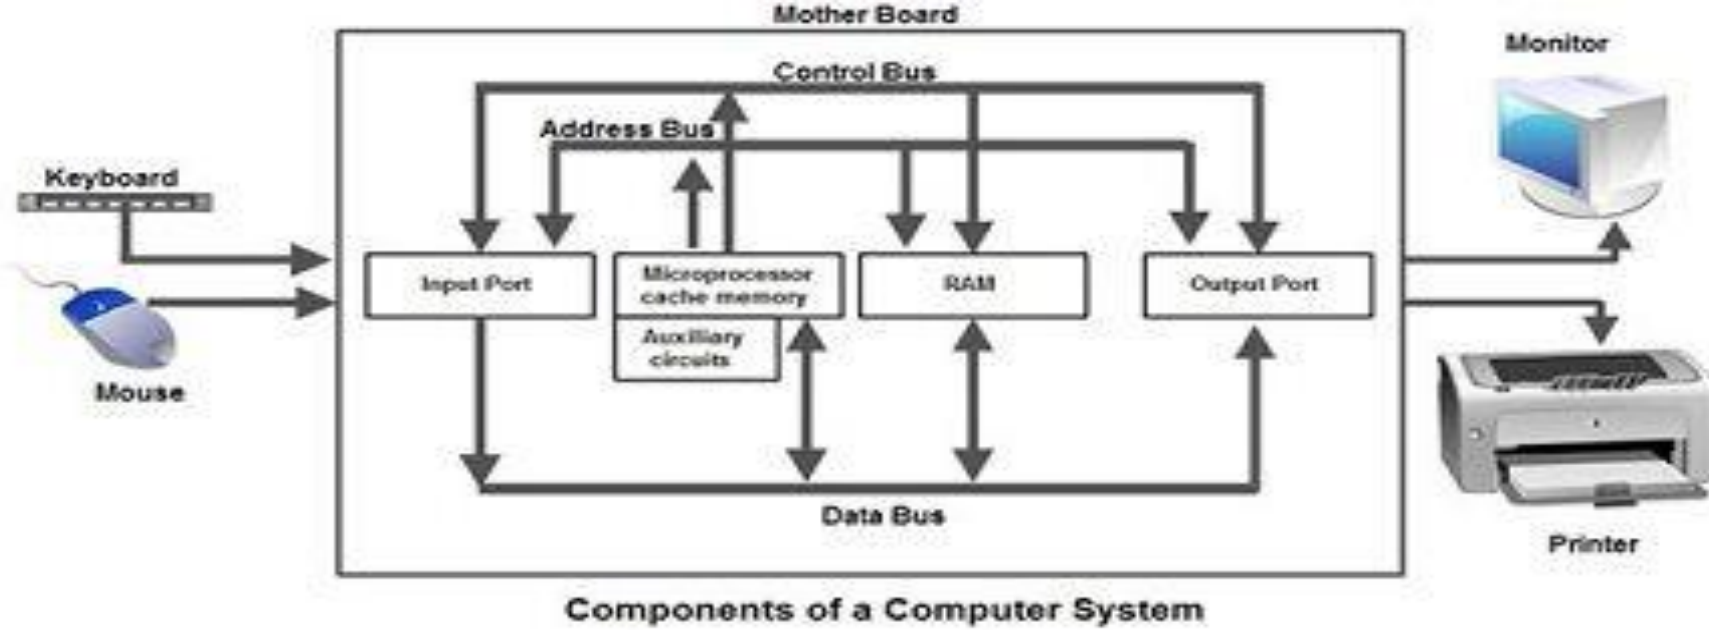 Mother Board
Monitor
Control Bus
Address Bus
Keyboard
Input Port
Microprocessor
cache memory
RAM
Output Port
Auxiliary
circuits
Mouse
Data Bus
Printer
Components of a Computer System